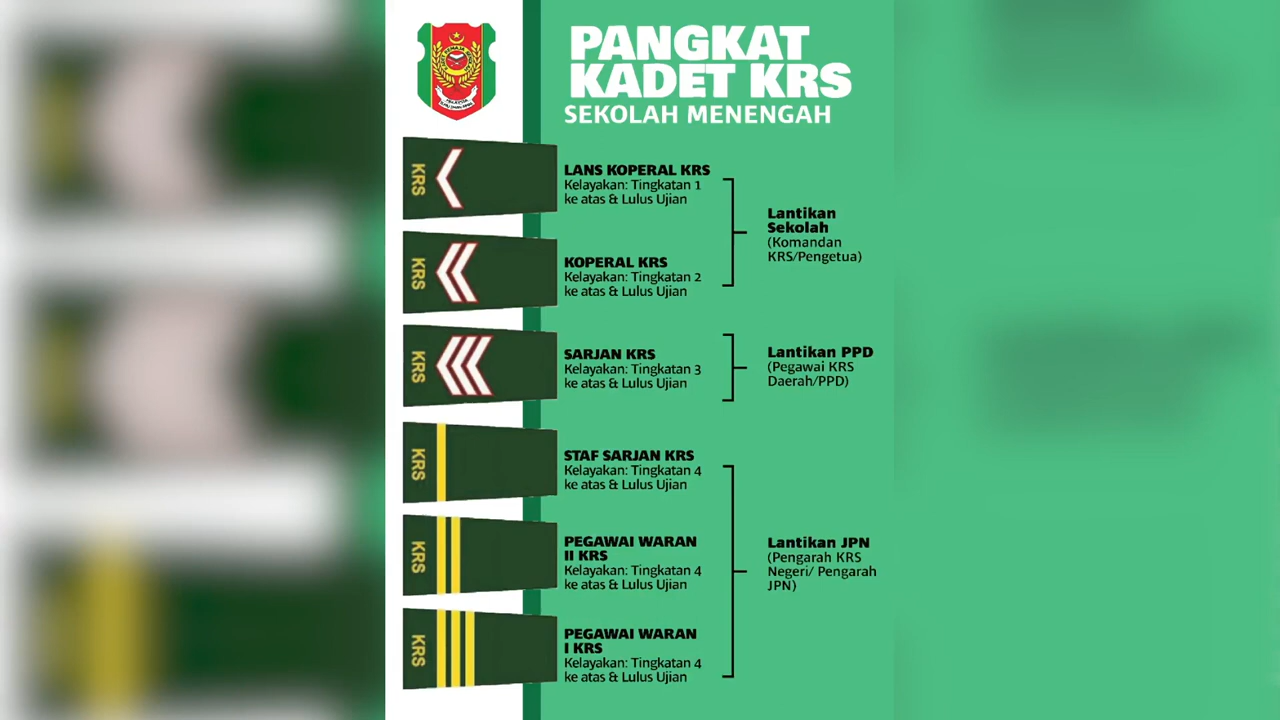 PANGKAT
KADET KRS
SEKOLAH MENENGAH
KRS
LANS KOPERAL KRS
Kelayakan: Tingkatan 1
ke atas & Lulus Ujian
KRS
KOPERAL KRS
Kelayakan: Tingkatan 2
ke atas & Lulus Ujian
Lantikan
Sekolah
(Komandan
KRS/Pengetua)
KRS
SARJAN KRS
Kelayakan: Tingkatan 3
ke atas & Lulus Ujian
Lantikan PPD
(Pegawai KRS
Daerah/PPD)
KRS
STAF SARJAN KRS
Kelayakan: Tingkatan 4
ke atas & Lulus Ujian
KRS
PEGAWAI WARAN
II KRS
Kelayakan: Tingkatan 4
ke atas & Lulus Ujian
KRS
PEGAWAI WARAN
I KRS
Kelayakan: Tingkatan 4
ke atas & Lulus Ujian
Lantikan JPN
(Pengarah KRS
Negeri/ Pengarah
JPN)